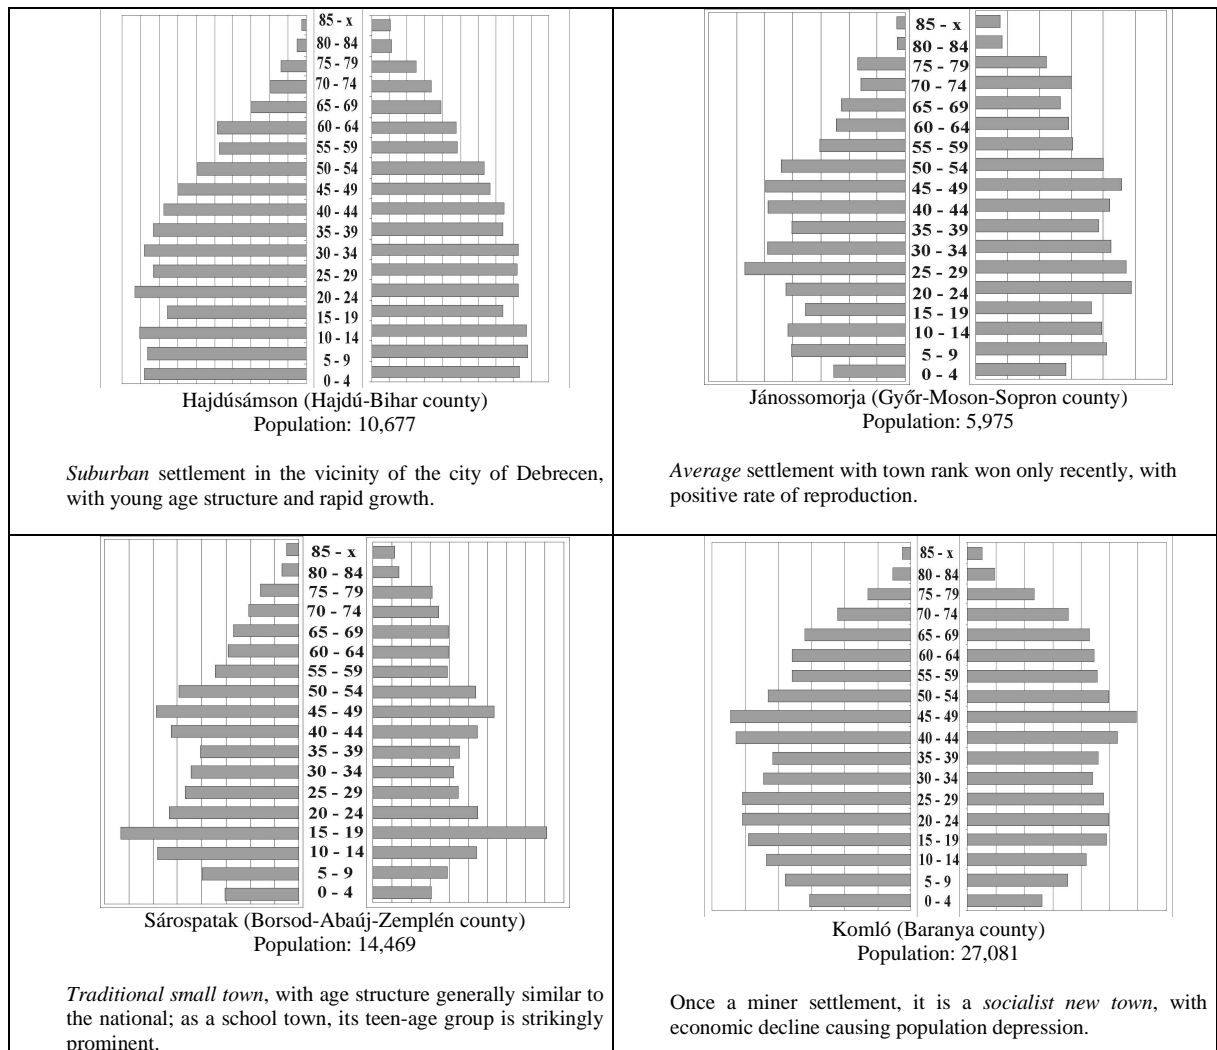 85 - x
80 - 84
75 - 79
70 - 74
65 - 69
60 - 64
55 - 59
50 - 54
45 - 49
40 - 44
35 - 39
30 - 34
25 - 29
20 - 24
15 - 19
10 - 14
5 - 9
0 - 4
Hajdúsámson (Hajdú-Bihar county)
Population: 10,677
Suburban settlement in the vicinity of the city of Debrecen,
with young age structure and rapid growth.
85 - x
80 - 84
75 - 79
70 - 74
65 - 69
60 - 64
55 - 59
50 - 54
45 - 49
40 - 44
35 - 39
30 - 34
25 - 29
20 - 24
15 - 19
10 - 14
5 - 9
0 - 4
Jánossomorja (Győr-Moson-Sopron county)
Population: 5,975
Average settlement with town rank won only recently, with
positive rate of reproduction.
85 - x
80 - 84
75 - 79
70 - 74
65 - 69
60 - 64
55 - 59
50 - 54
45 - 49
40 - 44
35 - 39
30 - 34
25 - 29
20 - 24
15 - 19
10 - 14
5 - 9
0 - 4
Sárospatak (Borsod-Abaúj-Zemplén county)
Population: 14,469
Traditional small town, with age structure generally similar to
the national; as a school town, its teen-age group is strikingly
prominent.
85 - x
80 - 84
75 - 79
70 - 74
65 - 69
60 - 64
55 - 59
50 - 54
45 - 49
40 - 44
35 - 39
30 - 34
25 - 29
20 - 24
15 - 19
10 - 14
5 - 9
0 - 4
Komló (Baranya county)
Population: 27,081
Once a miner settlement, it is a socialist new town, with
economic decline causing population depression.